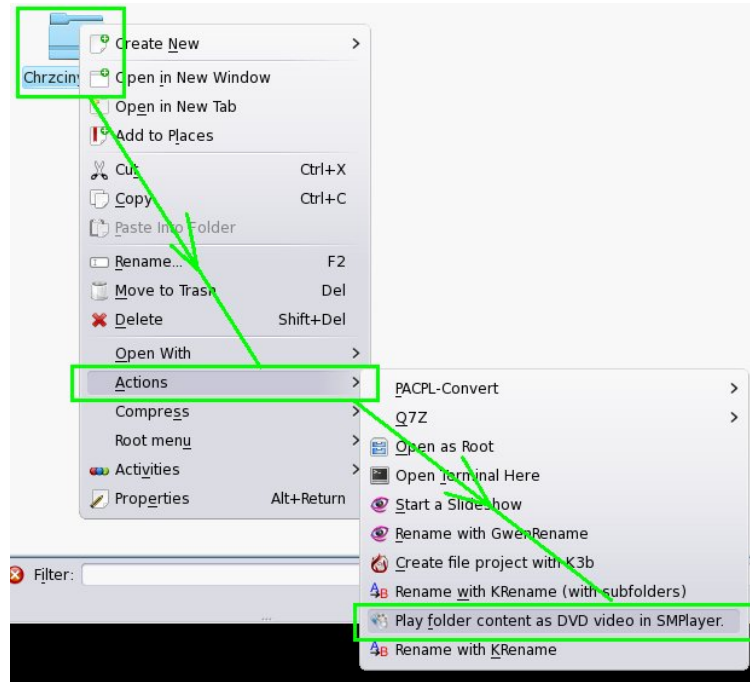 Create New
Chrzciny
Open in New Window
Open in New Tab
Add to Places
Cut Ctrl+X
Copy Ctrl+C
Paste Into Folder
Rename... F2
Move to Trash Del
Delete Shift+Del
Open With
Actions
Compress
Root menu
Activities
Properties Alt+Return
PACPL-Convert
Q7Z
Open as Root
Open Terminal Here
Start a Slideshow
Rename with GwenRename
Create file project with K3b
Rename with KRename (with subfolders)
Play folder content as DVD video in SMPlayer.
Rename with KRename
Filter: